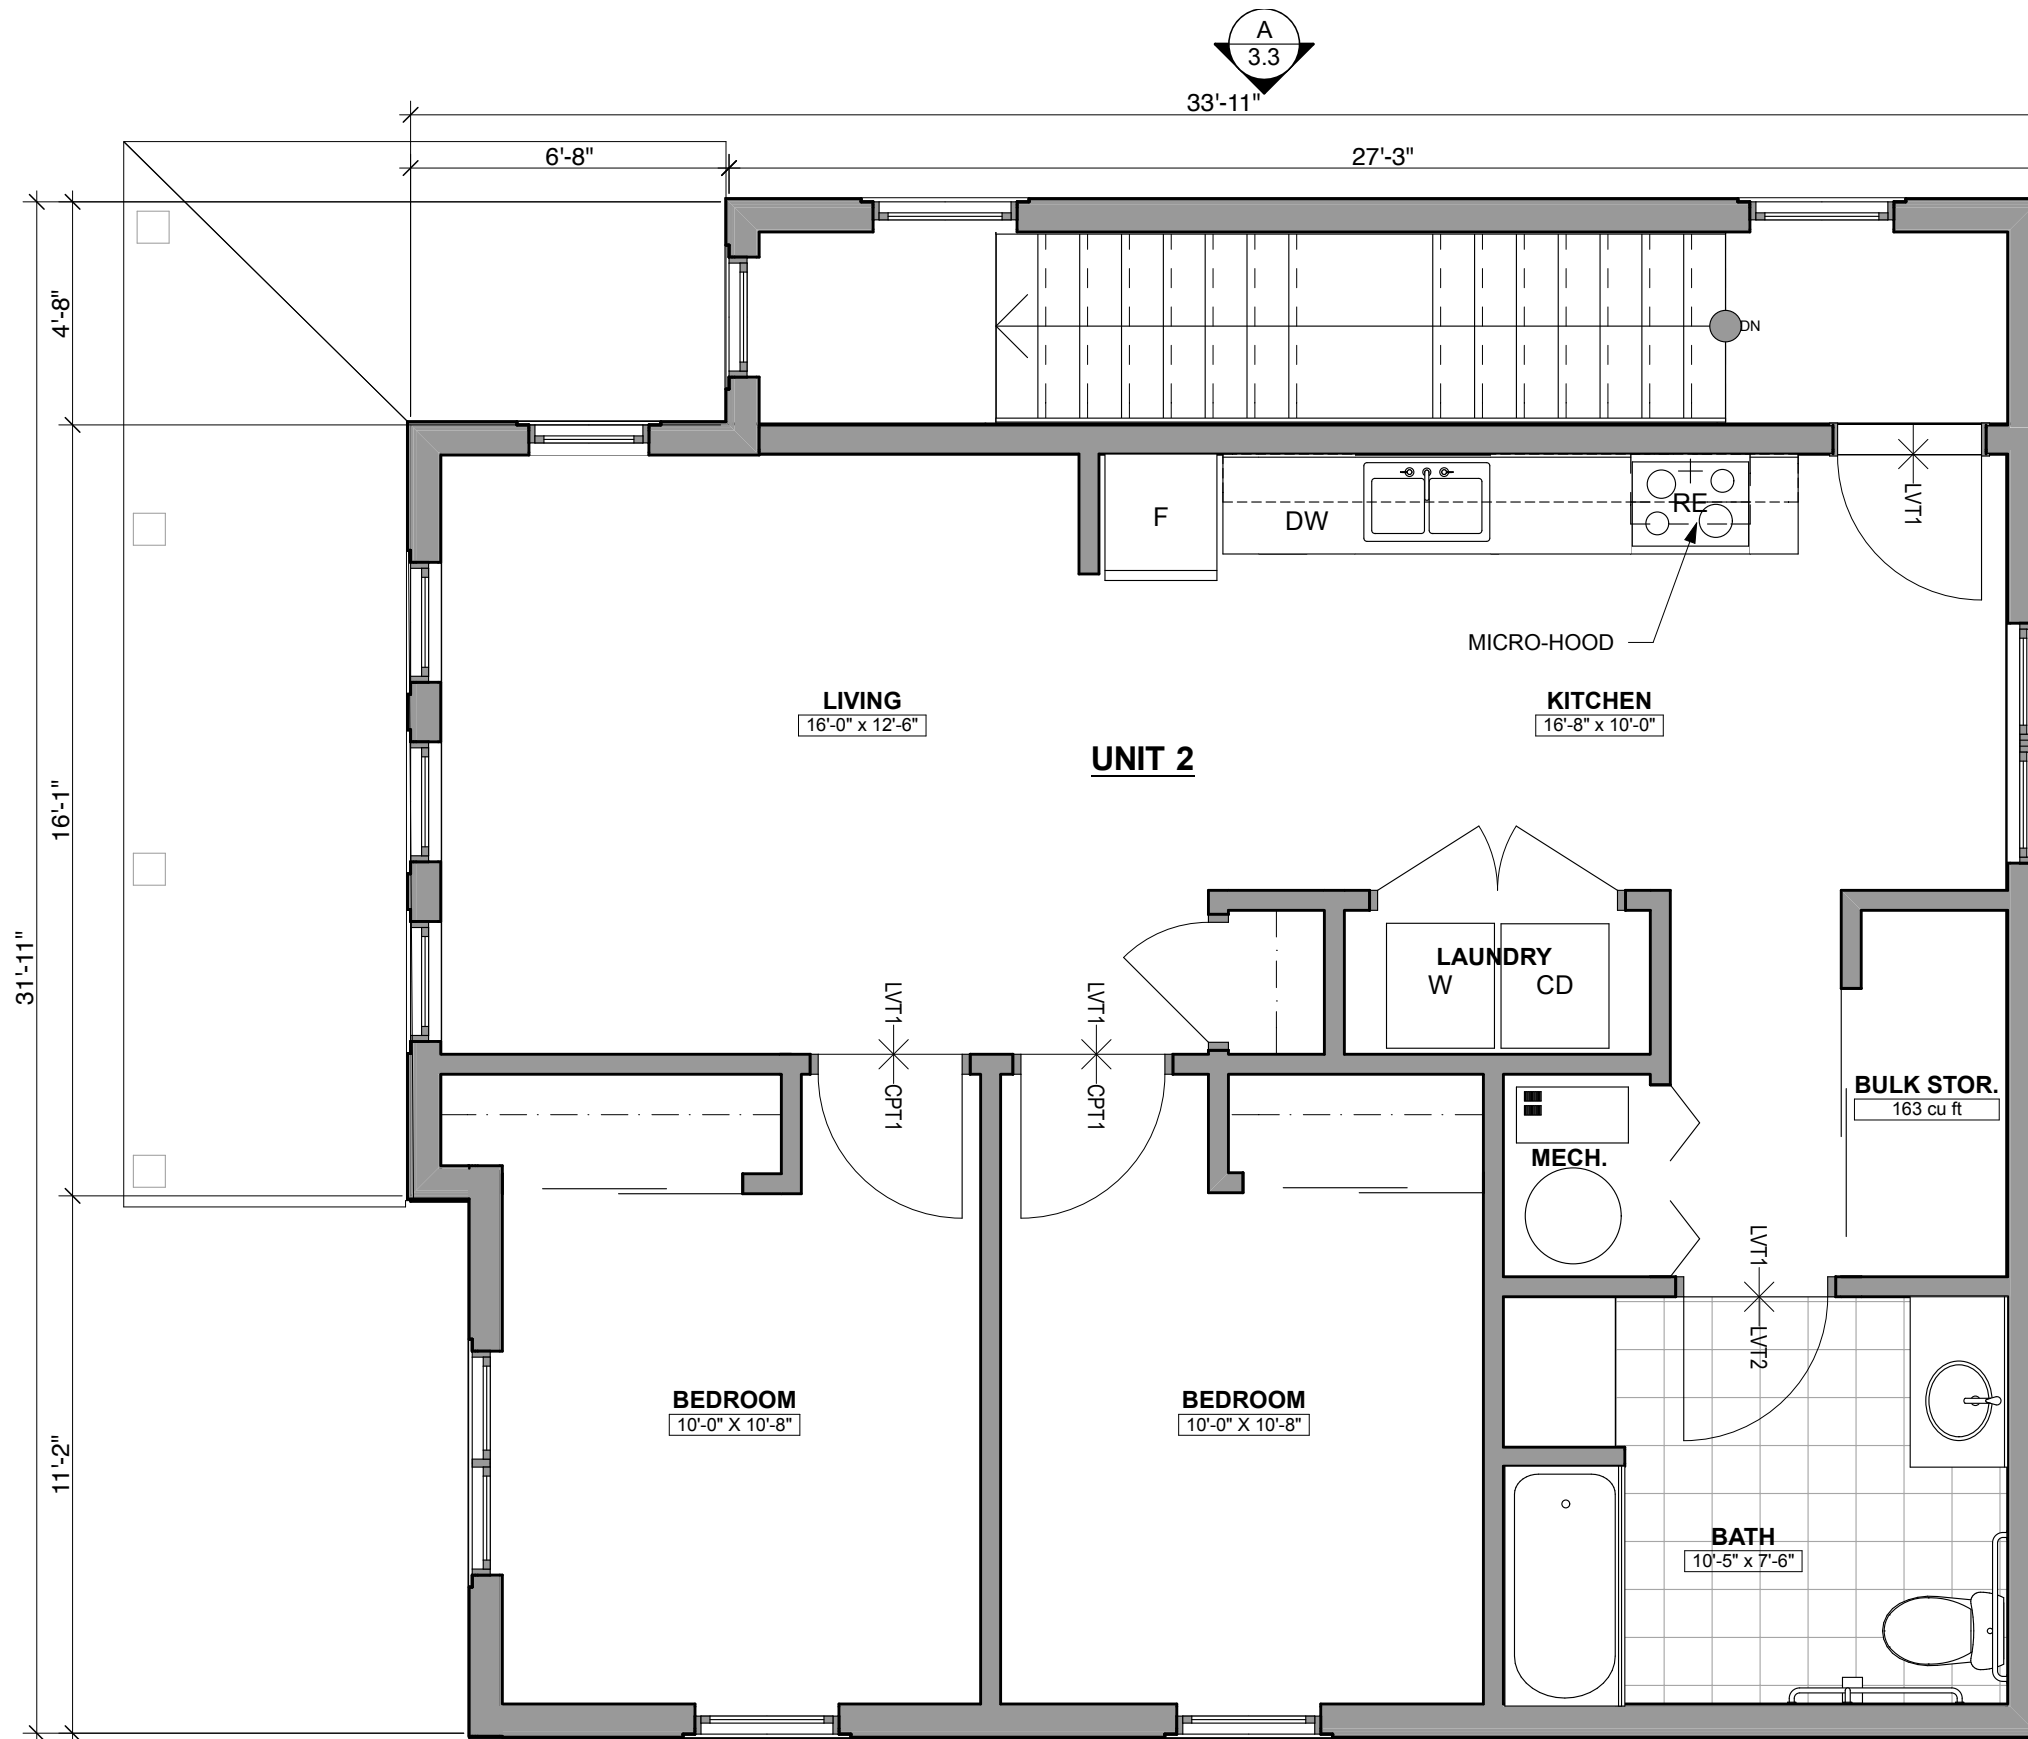 A
3.3
33'-11"
6'-8"
27'-3"
4'-8"
DN
F
DW
RE
LVT1
MICRO-HOOD
LIVING
16'-0" x 12'-6"
KITCHEN
16'-8" x 10'-0"
UNIT 2
16'-1"
31'-11"
LAUNDRY
W
CD
LVT1
CPT1
LVT1
CPT1
BULK STOR.
163 cu ft
MECH.
LVT1
LVT2
BEDROOM
10'-0" X 10'-8"
BEDROOM
10'-0" X 10'-8"
11'-2"
BATH
10'-5" x 7'-6"